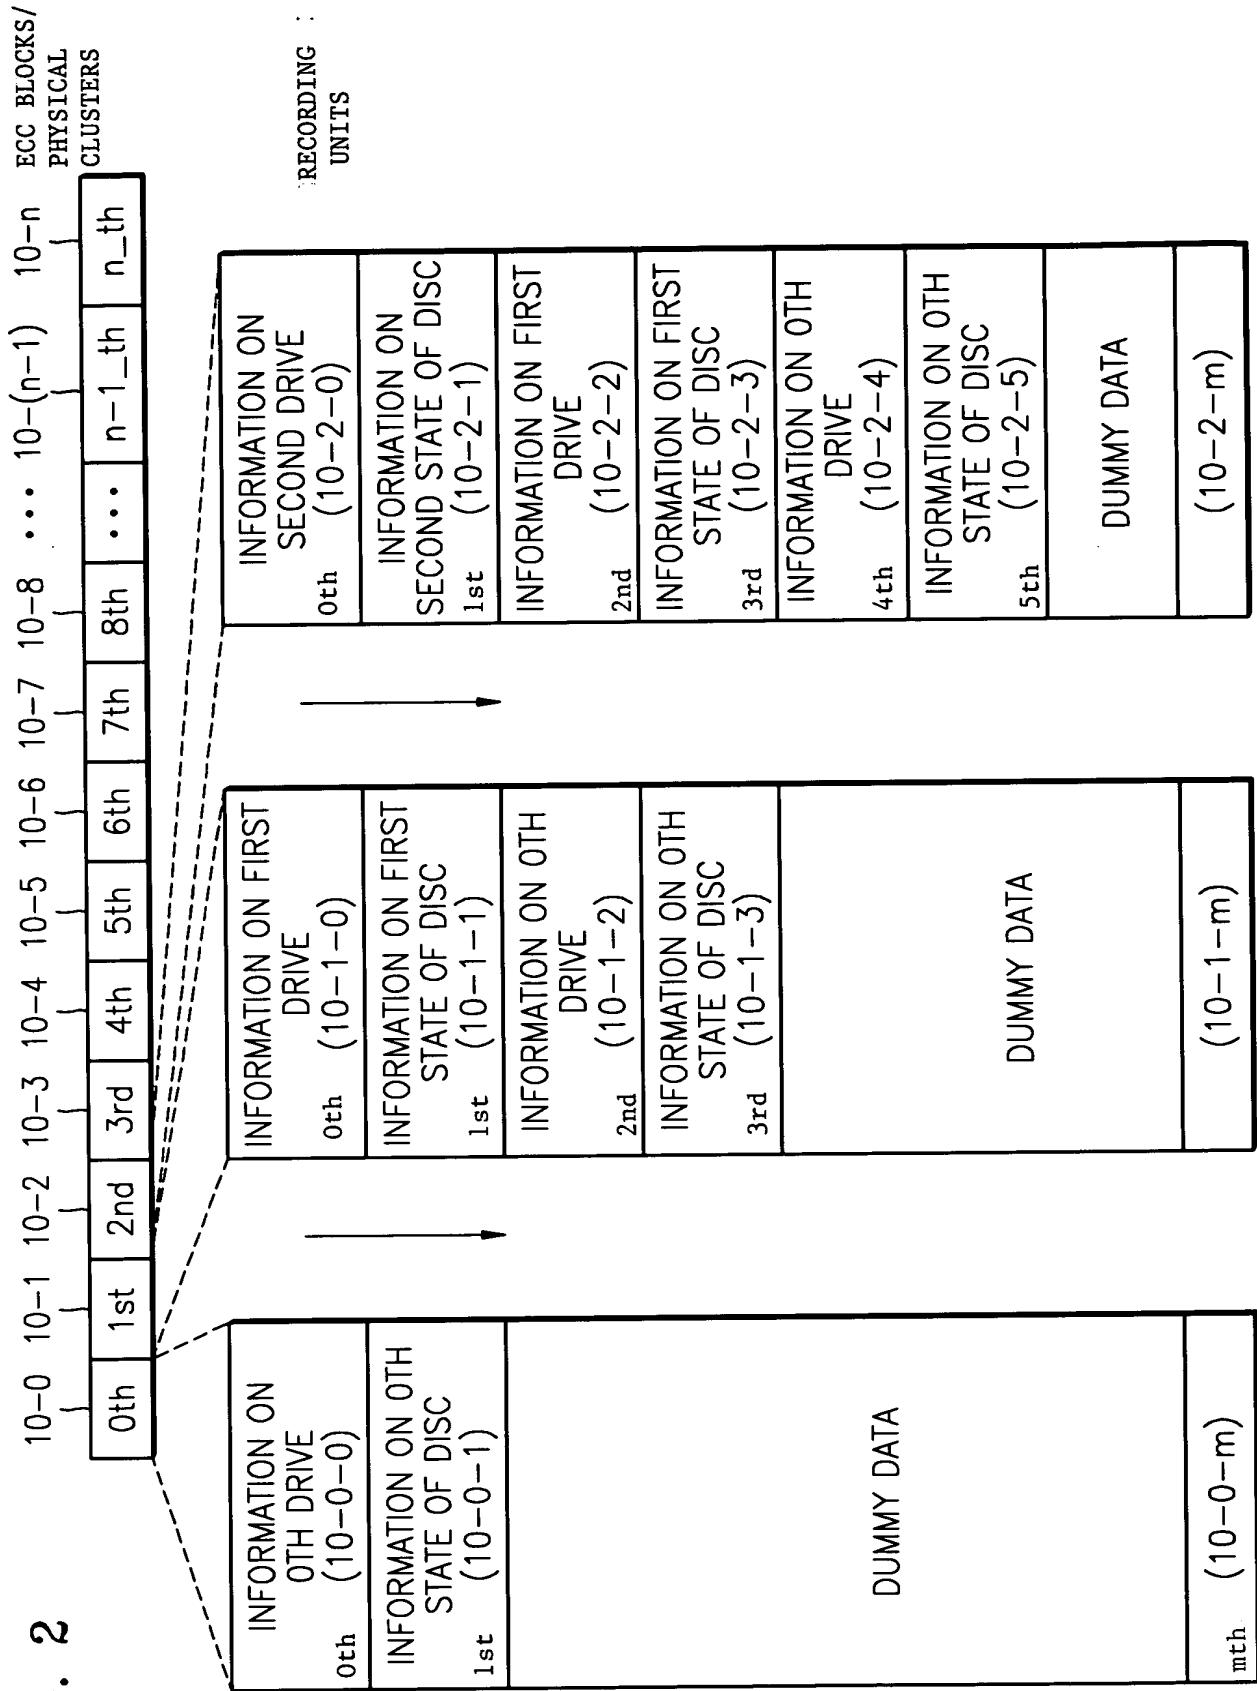 . 2
ECC BLOCKS/
PHYSICAL
CLUSTERS
10-0 10-1 10-2 10-3 10-4 10-5 10-6 10-7 10-8 ... 10-(n-1) 10-n
0th 1st 2nd 3rd 4th 5th 6th 7th 8th ... n-1_th n_th
RECORDING :
UNITS
INFORMATION ON
0TH DRIVE
0th (10-0-0)
INFORMATION ON 0TH
STATE OF DISC
1st (10-0-1)
DUMMY DATA
mth (10-0-m)
INFORMATION ON FIRST
DRIVE
0th (10-1-0)
INFORMATION ON FIRST
STATE OF DISC
1st (10-1-1)
INFORMATION ON 0TH
DRIVE
2nd (10-1-2)
INFORMATION ON 0TH
STATE OF DISC
3rd (10-1-3)
DUMMY DATA
(10-1-m)
INFORMATION ON
SECOND DRIVE
0th (10-2-0)
INFORMATION ON
SECOND STATE OF DISC
1st (10-2-1)
INFORMATION ON FIRST
DRIVE
2nd (10-2-2)
INFORMATION ON FIRST
STATE OF DISC
3rd (10-2-3)
INFORMATION ON 0TH
DRIVE
4th (10-2-4)
INFORMATION ON 0TH
STATE OF DISC
5th (10-2-5)
DUMMY DATA
(10-2-m)